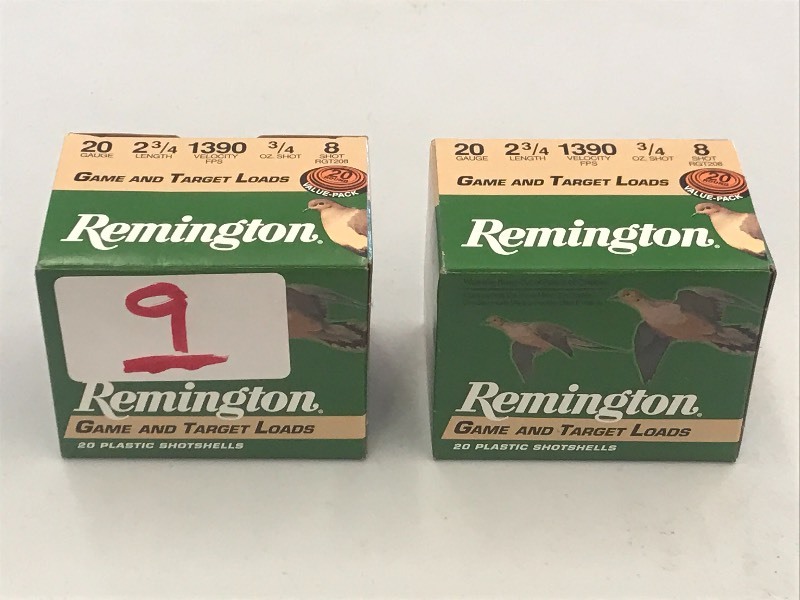 20 2 3/4 1390 3/4 8
GAUGE LENGTH VELOCITY FPS OZ. SHOT SHOT RGT208
GAME AND TARGET LOADS
20
VALUE-PACK
Remington.
9
Remington.
GAME AND TARGET LOADS
20 PLASTIC SHOTSHELLS
20 2 3/4 1390 3/4 8
GAUGE LENGTH VELOCITY FPS OZ. SHOT SHOT RGT208
GAME AND TARGET LOADS
20
VALUE-PACK
Remington.
Remington.
GAME AND TARGET LOADS
20 PLASTIC SHOTSHELLS